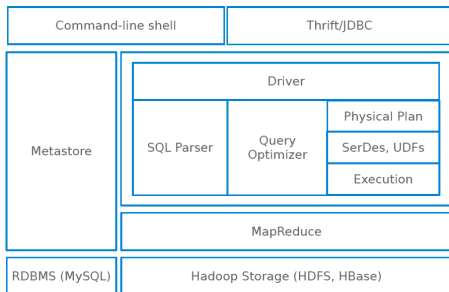 Command-line shell
Thrift/JDBC
Metastore
Driver
SQL Parser
Query
Optimizer
Physical Plan
SerDes, UDFs
Execution
MapReduce
RDBMS (MySQL)
Hadoop Storage (HDFS, HBase)